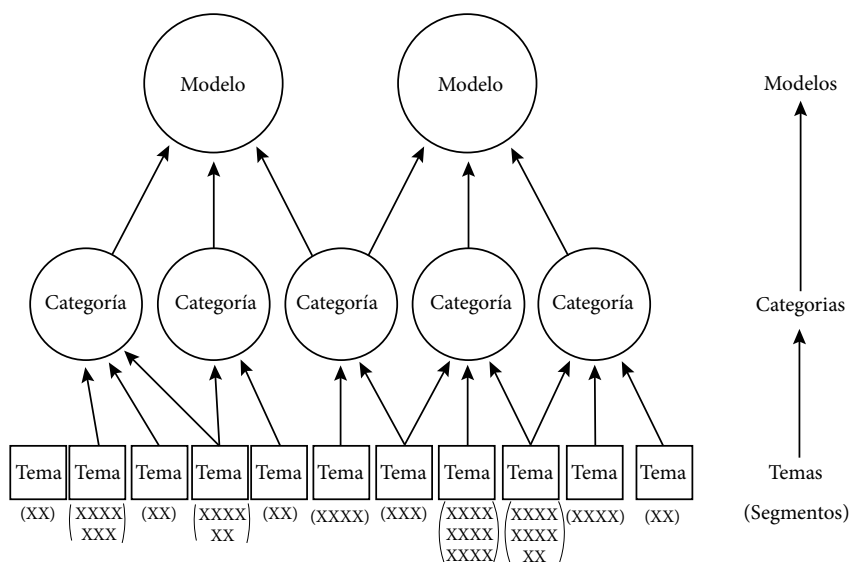 Modelo Modelo Modelos
Categoría Categoría Categoría Categoría Categoría Categorias
Tema Tema Tema Tema Tema Tema Tema Tema Tema Tema Tema Temas
(XX) (XXXX (XX) (XXXX (XX) (XXXX) (XXX) (XXXX (XXXX (XXXX) (XX) (Segmentos)
XXX) XX) XXXX XXXX
XXXX) XX)